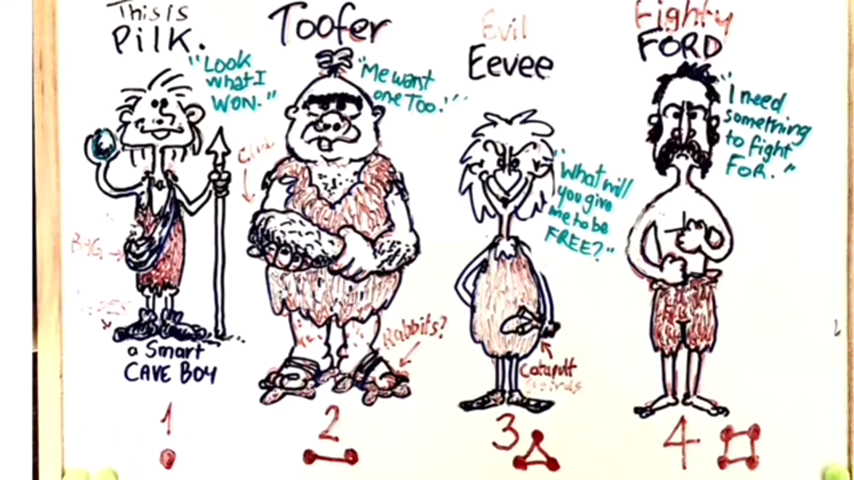 This is
PILK.
"Look
what I
WON."
a Smart
CAVE BOY
1
Toofer
"Me want
one Too!"
Club
Rabbits?
2
Evil
Eevee
"What will
you give
me to be
FREE?"
Catapult
3
Fighty
FORD
"I need
something
to fight
FOR."
4